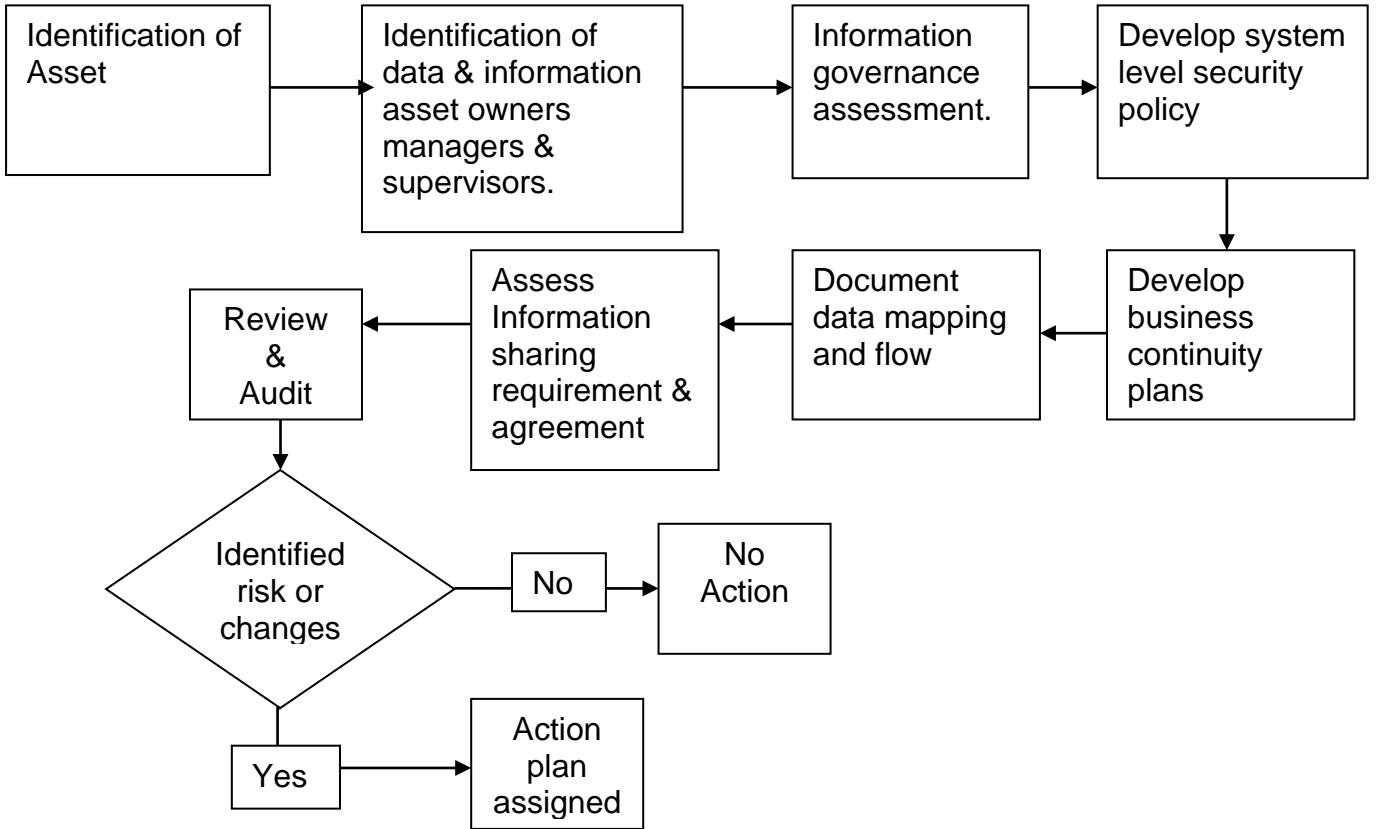 Identification of
Asset
Identification of
data & information
asset owners
managers &
supervisors.
Information
governance
assessment.
Develop system
level security
policy
Develop
business
continuity
plans
Document
data mapping
and flow
Assess
Information
sharing
requirement &
agreement
Review
&
Audit
Identified
risk or
changes
No
No
Action
Yes
Action
plan
assigned